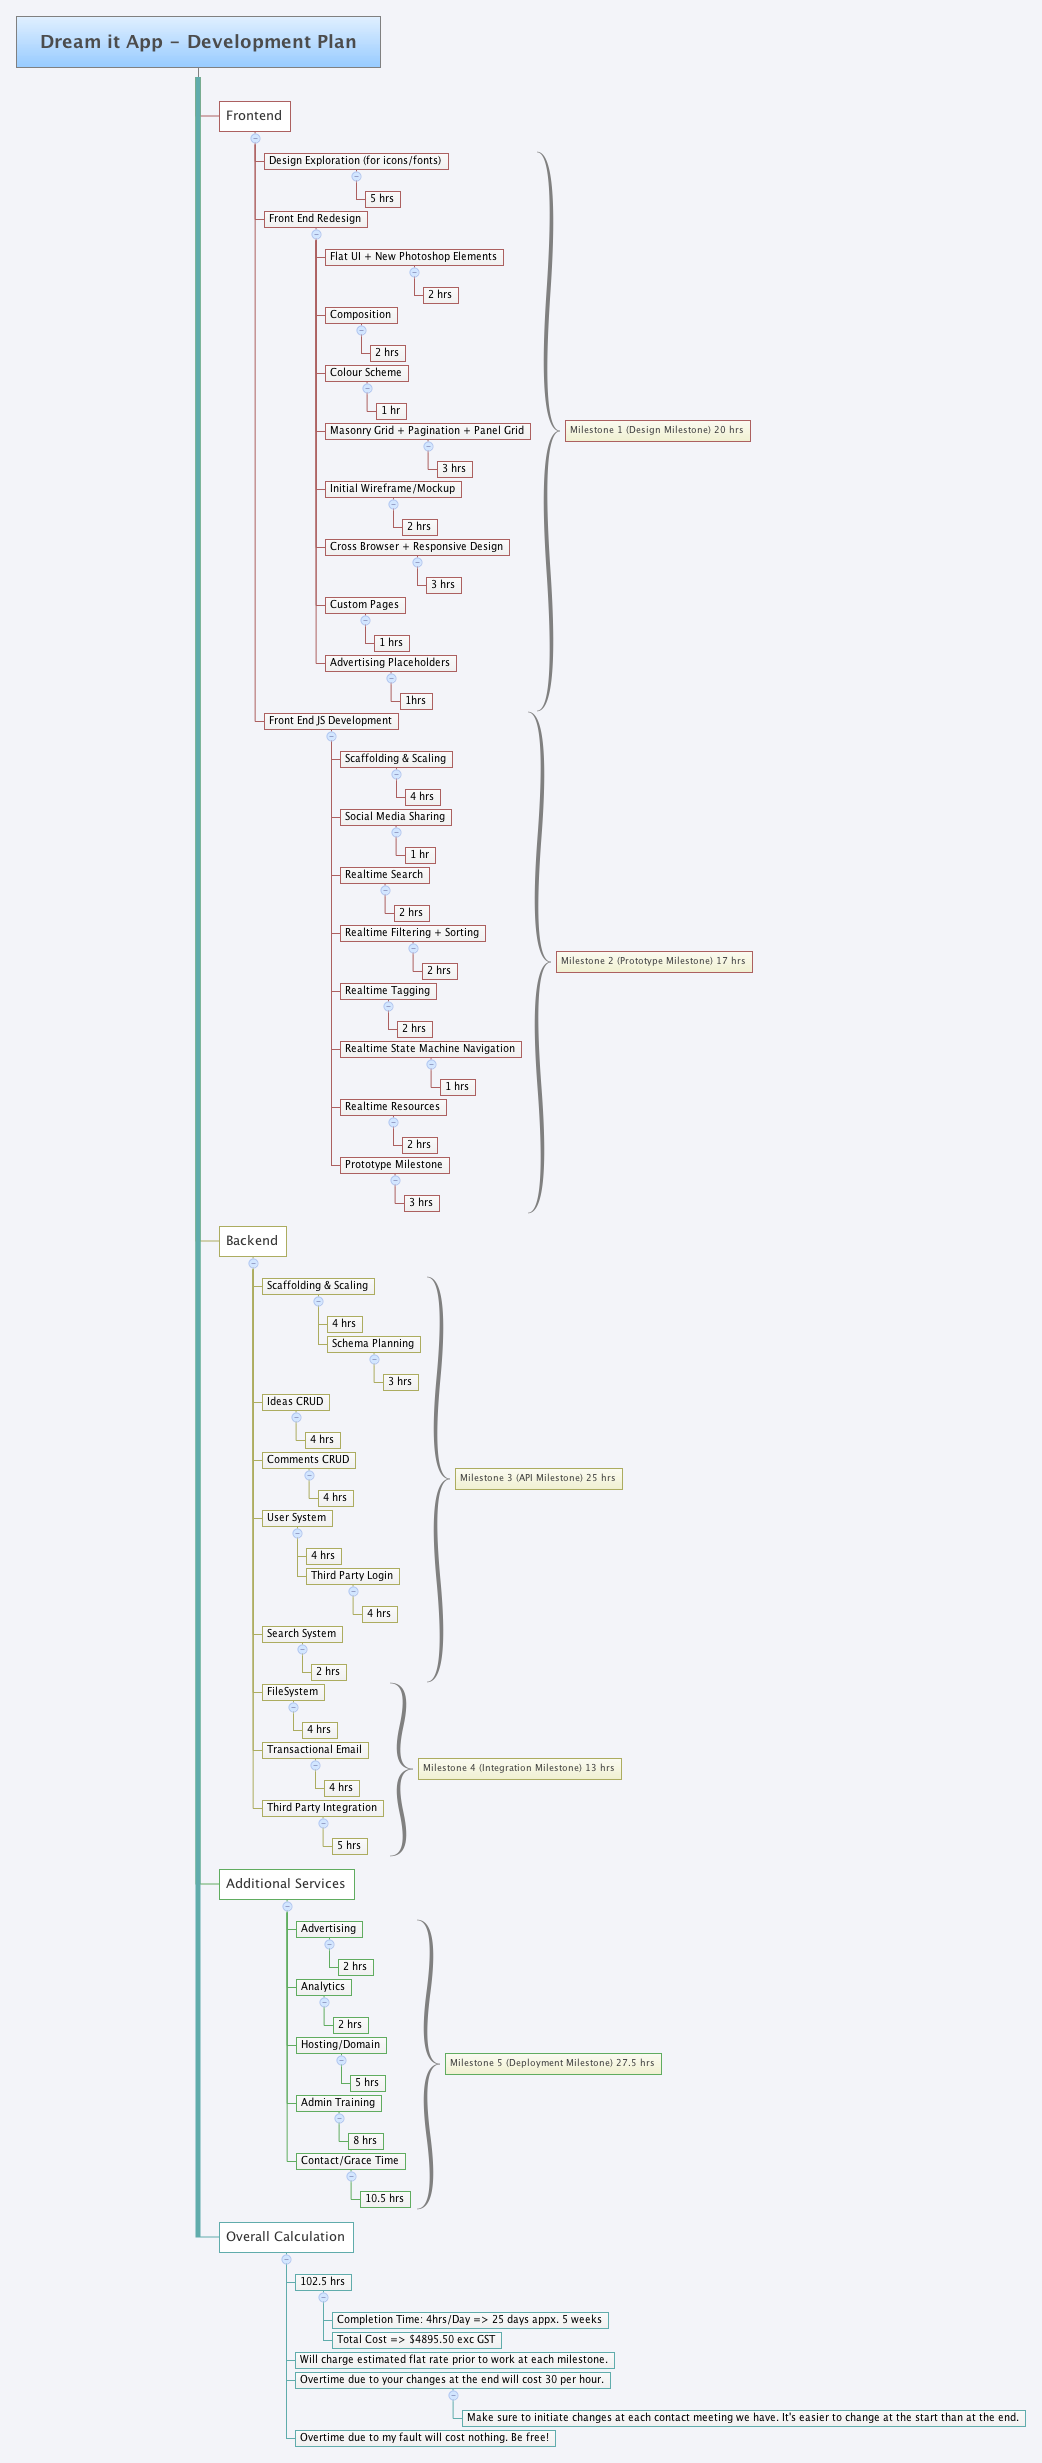 Dream it App - Development Plan
Frontend
Design Exploration (for icons/fonts)
5 hrs
Front End Redesign
Flat UI + New Photoshop Elements
2 hrs
Composition
2 hrs
Colour Scheme
1 hr
Masonry Grid + Pagination + Panel Grid
3 hrs
Initial Wireframe/Mockup
2 hrs
Cross Browser + Responsive Design
3 hrs
Custom Pages
1 hrs
Advertising Placeholders
1hrs
Milestone 1 (Design Milestone) 20 hrs
Front End JS Development
Scaffolding & Scaling
4 hrs
Social Media Sharing
1 hr
Realtime Search
2 hrs
Realtime Filtering + Sorting
2 hrs
Realtime Tagging
2 hrs
Realtime State Machine Navigation
1 hrs
Realtime Resources
2 hrs
Prototype Milestone
3 hrs
Milestone 2 (Prototype Milestone) 17 hrs
Backend
Scaffolding & Scaling
4 hrs
Schema Planning
3 hrs
Ideas CRUD
4 hrs
Comments CRUD
4 hrs
User System
4 hrs
Third Party Login
4 hrs
Search System
2 hrs
Milestone 3 (API Milestone) 25 hrs
FileSystem
4 hrs
Transactional Email
4 hrs
Third Party Integration
5 hrs
Milestone 4 (Integration Milestone) 13 hrs
Additional Services
Advertising
2 hrs
Analytics
2 hrs
Hosting/Domain
5 hrs
Admin Training
8 hrs
Contact/Grace Time
10.5 hrs
Milestone 5 (Deployment Milestone) 27.5 hrs
Overall Calculation
102.5 hrs
Completion Time: 4hrs/Day => 25 days appx. 5 weeks
Total Cost => $4895.50 exc GST
Will charge estimated flat rate prior to work at each milestone.
Overtime due to your changes at the end will cost 30 per hour.
Make sure to initiate changes at each contact meeting we have. It's easier to change at the start than at the end.
Overtime due to my fault will cost nothing. Be free!